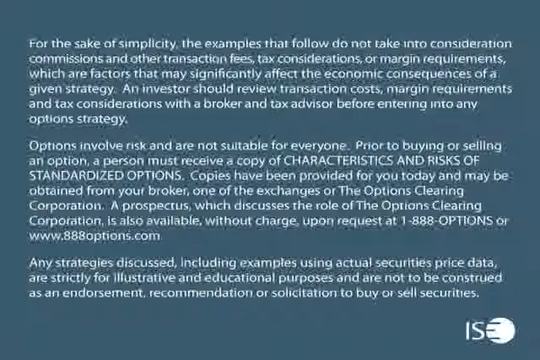 For the sake of simplicity, the examples that follow do not take into consideration
commissions and other transaction fees, tax considerations, or margin requirements,
which are factors that may significantly affect the economic consequences of a
given strategy. An investor should review transaction costs, margin requirements
and tax considerations with a broker and tax advisor before entering into any
options strategy.
Options involve risk and are not suitable for everyone. Prior to buying or selling
an option, a person must receive a copy of CHARACTERISTICS AND RISKS OF
STANDARDIZED OPTIONS. Copies have been provided for you today and may be
obtained from your broker, one of the exchanges or The Options Clearing
Corporation. A prospectus, which discusses the role of The Options Clearing
Corporation, is also available, without charge, upon request at 1-888-OPTIONS or
www.888options.com
Any strategies discussed, including examples using actual securities price data,
are strictly for illustrative and educational purposes and are not to be construed
as an endorsement, recommendation or solicitation to buy or sell securities.
ISE